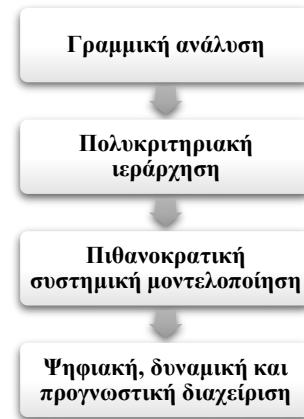 Γραμμική ανάλυση
Πολυκριτηριακή
ιεράρχηση
Πιθανοκρατική
συστημική μοντελοποίηση
Ψηφιακή, δυναμική και
προγνωστική διαχείριση